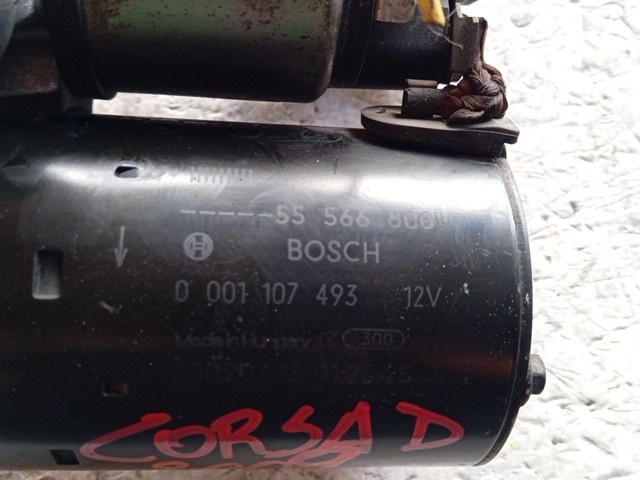 -----55 566 800
BOSCH
0 001 107 493 12V
Made in Hungary 300
CORSA D